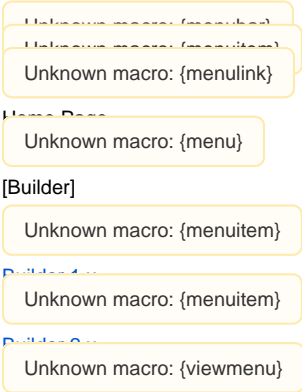 Unknown macro: {menubar}
Unknown macro: {menuitem}
Unknown macro: {menulink}
Home Page
Unknown macro: {menu}
[Builder]
Unknown macro: {menuitem}
Builder 1.x
Unknown macro: {menuitem}
Builder 2.x
Unknown macro: {viewmenu}